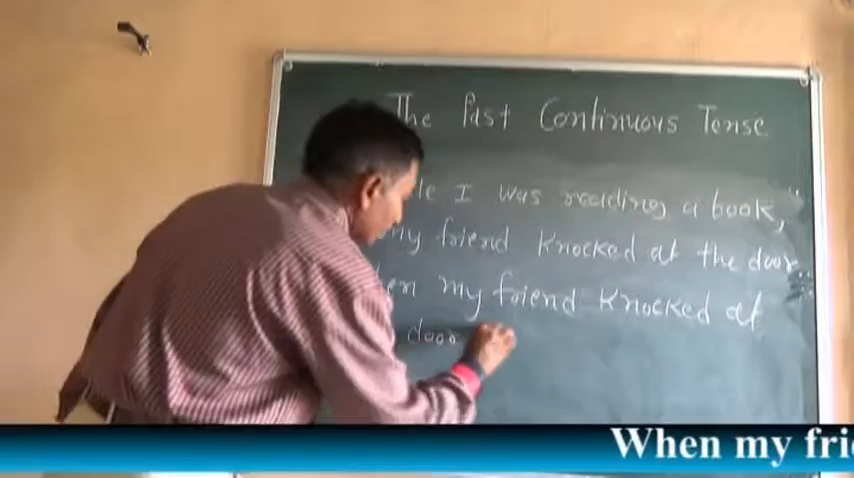 The Past Continuous Tense
I was reading a book,
my friend knocked at the door
my friend knocked at
door
When my frie